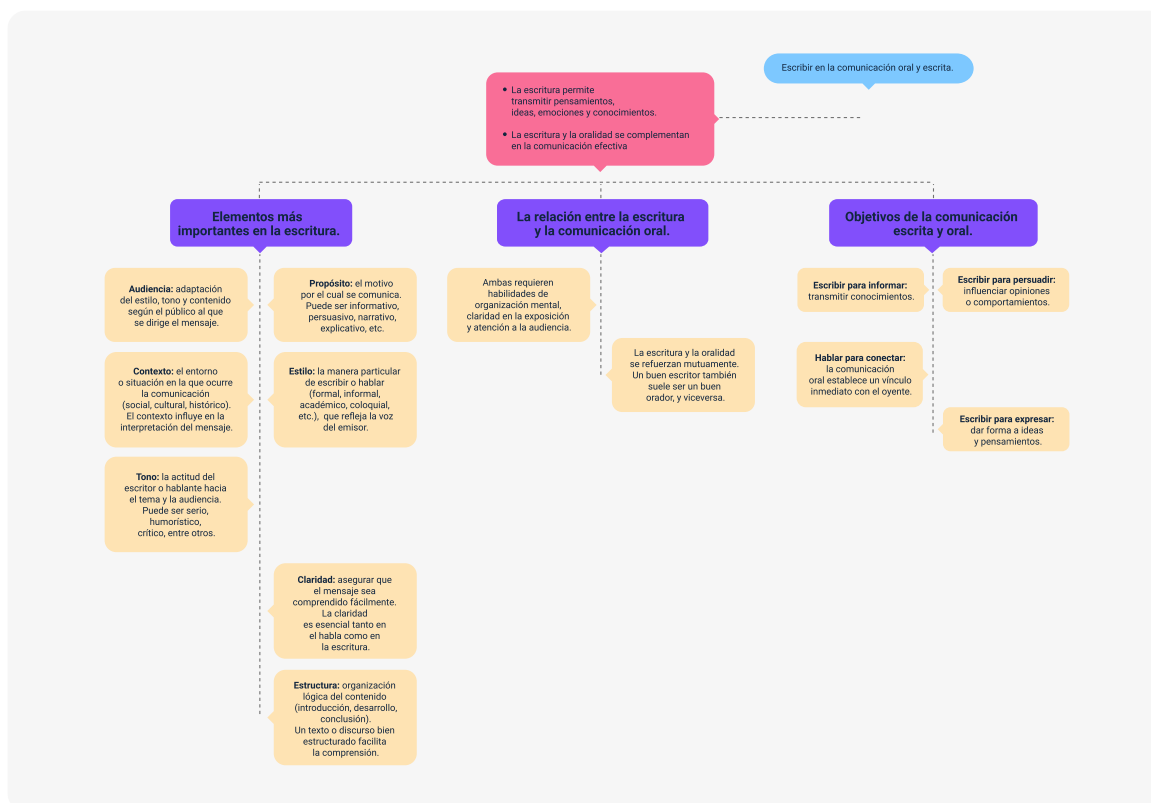 Escribir en la comunicación oral y escrita.
• La escritura permite
transmitir pensamientos,
ideas, emociones y conocimientos.
• La escritura y la oralidad se complementan
en la comunicación efectiva
Elementos más
importantes en la escritura.
Audiencia: adaptación
del estilo, tono y contenido
según el público al que
se dirige el mensaje.
Propósito: el motivo
por el cual se comunica.
Puede ser informativo,
persuasivo, narrativo,
explicativo, etc.
Contexto: el entorno
o situación en la que ocurre
la comunicación
(social, cultural, histórico).
El contexto influye en la
interpretación del mensaje.
Estilo: la manera particular
de escribir o hablar
(formal, informal,
académico, coloquial,
etc.), que refleja la voz
del emisor.
Tono: la actitud del
escritor o hablante hacia
el tema y la audiencia.
Puede ser serio,
humorístico,
crítico, entre otros.
Claridad: asegurar que
el mensaje sea
comprendido fácilmente.
La claridad
es esencial tanto en
el habla como en
la escritura.
Estructura: organización
lógica del contenido
(introducción, desarrollo,
conclusión).
Un texto o discurso bien
estructurado facilita
la comprensión.
La relación entre la escritura
y la comunicación oral.
Ambas requieren
habilidades de
organización mental,
claridad en la exposición
y atención a la audiencia.
La escritura y la oralidad
se refuerzan mutuamente.
Un buen escritor también
suele ser un buen
orador, y viceversa.
Objetivos de la comunicación
escrita y oral.
Escribir para informar:
transmitir conocimientos.
Escribir para persuadir:
influenciar opiniones
o comportamientos.
Hablar para conectar:
la comunicación
oral establece un vínculo
inmediato con el oyente.
Escribir para expresar:
dar forma a ideas
y pensamientos.